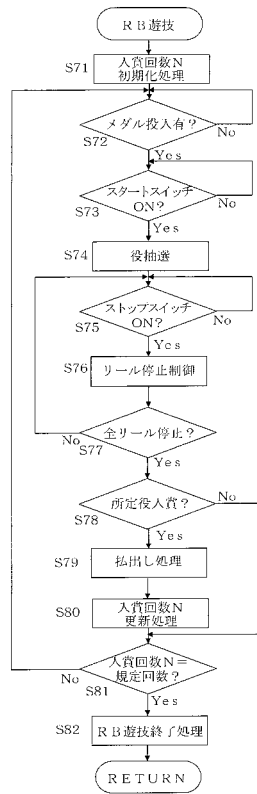 RB遊技
S71
入賞回数N
初期化処理
メダル投入有？
S72
No
Yes
スタートスイッチ
ON?
S73
No
Yes
S74
役抽選
ストップスイッチ
ON?
S75
No
Yes
S76
リール停止制御
全リール停止？
No
S77
Yes
所定役入賞？
No
S78
Yes
S79
払出し処理
S80
入賞回数N
更新処理
入賞回数N＝
規定回数？
No
S81
Yes
S82
RB遊技終了処理
RETURN